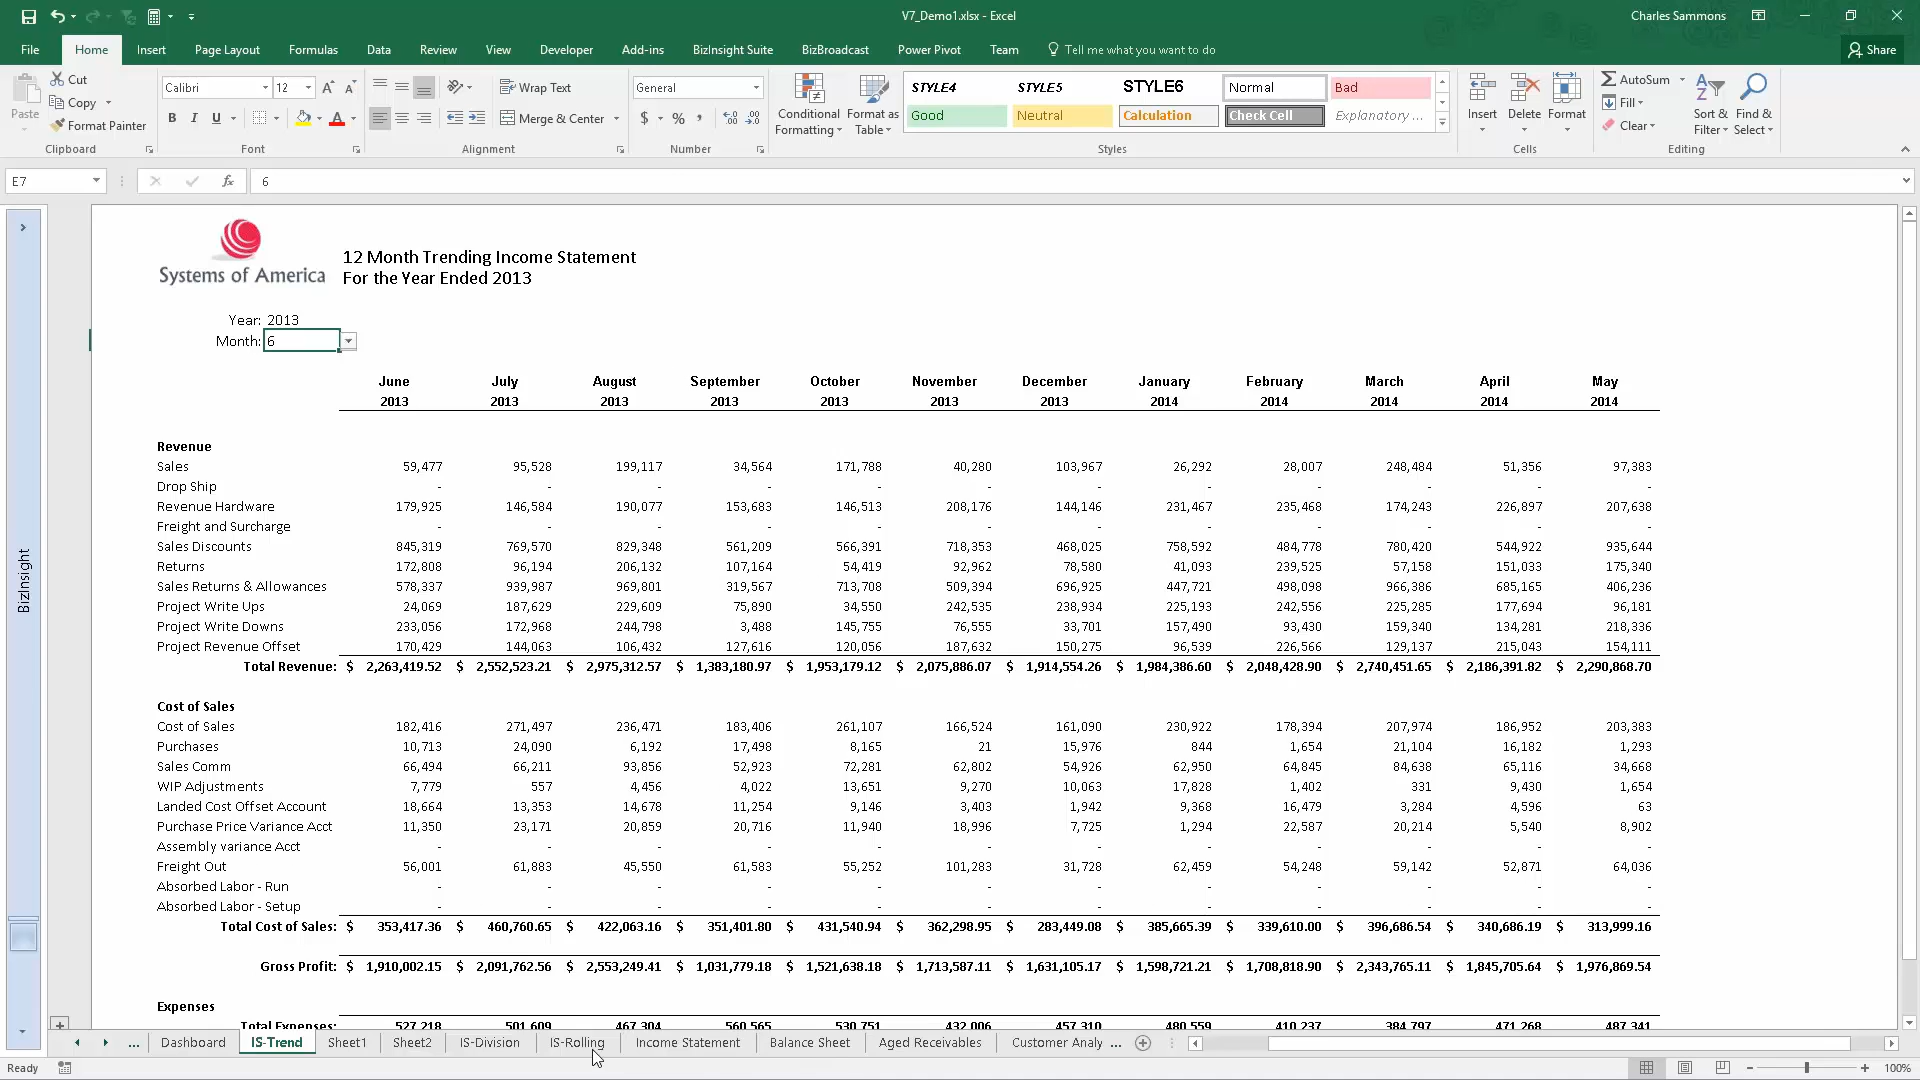 V7_Demo1.xlsx - Excel
Charles Sammons
File Home Insert Page Layout Formulas Data Review View Developer Add-ins BizInsight Suite BizBroadcast Power Pivot Team Tell me what you want to do Share
Paste
Cut
Copy
Format Painter
Clipboard
Calibri 12
B I U
Font
Wrap Text
Merge & Center
Alignment
General
$ % ,
Number
Conditional Formatting
Format as Table
STYLE4 STYLE5 STYLE6 Normal Bad
Good Neutral Calculation Check Cell Explanatory ...
Styles
Insert Delete Format
Cells
AutoSum
Fill
Clear
Sort & Filter
Find & Select
Editing
E7 fx 6
BizInsight
Systems of America
12 Month Trending Income Statement
For the Year Ended 2013
Year: 2013
Month: 6
June July August September October November December January February March April May
2013 2013 2013 2013 2013 2013 2013 2014 2014 2014 2014 2014
Revenue
Sales 59,477 95,528 199,117 34,564 171,788 40,280 103,967 26,292 28,007 248,484 51,356 97,383
Drop Ship - - - - - - - - - - - -
Revenue Hardware 179,925 146,584 190,077 153,683 146,513 208,176 144,146 231,467 235,468 174,243 226,897 207,638
Freight and Surcharge - - - - - - - - - - - -
Sales Discounts 845,319 769,570 829,348 561,209 566,391 718,353 468,025 758,592 484,778 780,420 544,922 935,644
Returns 172,808 96,194 206,132 107,164 54,419 92,962 78,580 41,093 239,525 57,158 151,033 175,340
Sales Returns & Allowances 578,337 939,987 969,801 319,567 713,708 509,394 696,925 447,721 498,098 966,386 685,165 406,236
Project Write Ups 24,069 187,629 229,609 75,890 34,550 242,535 238,934 225,193 242,556 225,285 177,694 96,181
Project Write Downs 233,056 172,968 244,798 3,488 145,755 76,555 33,701 157,490 93,430 159,340 134,281 218,336
Project Revenue Offset 170,429 144,063 106,432 127,616 120,056 187,632 150,275 96,539 226,566 129,137 215,043 154,111
Total Revenue: $ 2,263,419.52 $ 2,552,523.21 $ 2,975,312.57 $ 1,383,180.97 $ 1,953,179.12 $ 2,075,886.07 $ 1,914,554.26 $ 1,984,386.60 $ 2,048,428.90 $ 2,740,451.65 $ 2,186,391.82 $ 2,290,868.70
Cost of Sales
Cost of Sales 182,416 271,497 236,471 183,406 261,107 166,524 161,090 230,922 178,394 207,974 186,952 203,383
Purchases 10,713 24,090 6,192 17,498 8,165 21 15,976 844 1,654 21,104 16,182 1,293
Sales Comm 66,494 66,211 93,856 52,923 72,281 62,802 54,926 62,950 64,845 84,638 65,116 34,668
WIP Adjustments 7,779 557 4,456 4,022 13,651 9,270 10,063 17,828 1,402 331 9,430 1,654
Landed Cost Offset Account 18,664 13,353 14,678 11,254 9,146 3,403 1,942 9,368 16,479 3,284 4,596 63
Purchase Price Variance Acct 11,350 23,171 20,859 20,716 11,940 18,996 7,725 1,294 22,587 20,214 5,540 8,902
Assembly variance Acct - - - - - - - - - - - -
Freight Out 56,001 61,883 45,550 61,583 55,252 101,283 31,728 62,459 54,248 59,142 52,871 64,036
Absorbed Labor - Run - - - - - - - - - - - -
Absorbed Labor - Setup - - - - - - - - - - - -
Total Cost of Sales: $ 353,417.36 $ 460,760.65 $ 422,063.16 $ 351,401.80 $ 431,540.94 $ 362,298.95 $ 283,449.08 $ 385,665.39 $ 339,610.00 $ 396,686.54 $ 340,686.19 $ 313,999.16
Gross Profit: $ 1,910,002.15 $ 2,091,762.56 $ 2,553,249.41 $ 1,031,779.18 $ 1,521,638.18 $ 1,713,587.11 $ 1,631,105.17 $ 1,598,721.21 $ 1,708,818.90 $ 2,343,765.11 $ 1,845,705.64 $ 1,976,869.54
Expenses
Total Expenses: 527,218 501,609 467,304 560,565 530,751 432,006 457,310 480,559 410,237 384,797 471,268 487,341
... Dashboard IS-Trend Sheet1 Sheet2 IS-Division IS-Rolling Income Statement Balance Sheet Aged Receivables Customer Analy ...
Ready 100%